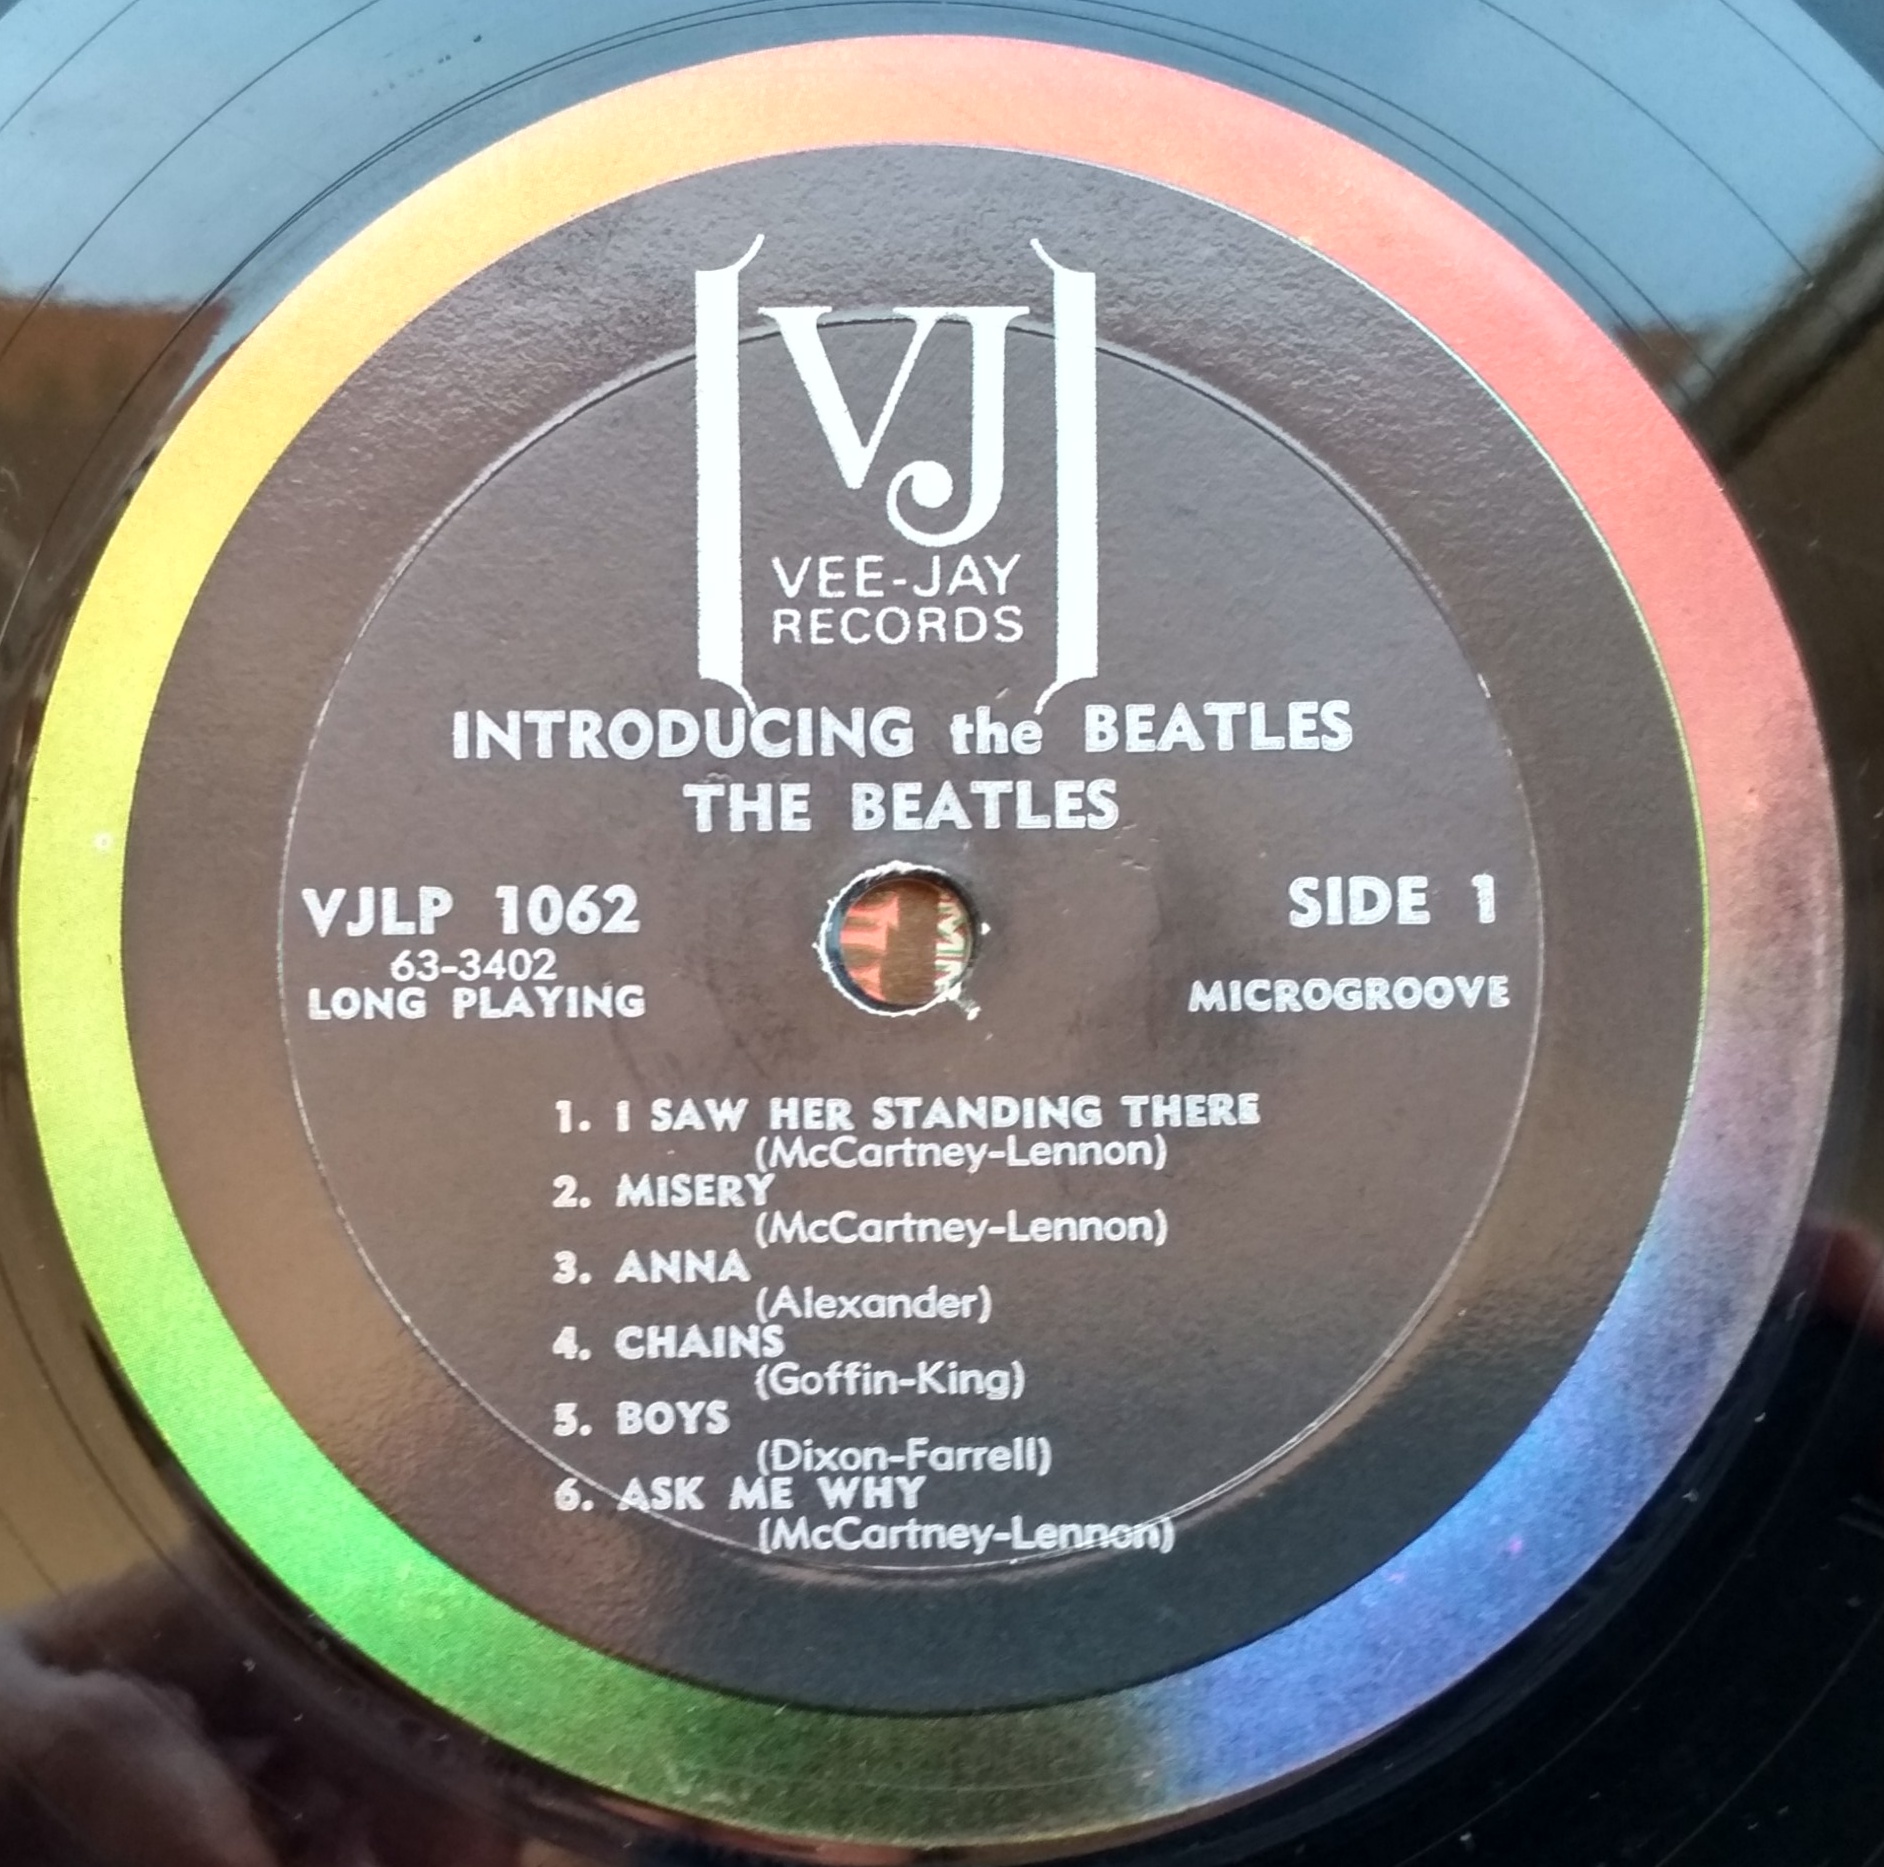 VJ
VEE-JAY
RECORDS
INTRODUCING the BEATLES
THE BEATLES
VJLP 1062
63-3402
LONG PLAYING
SIDE 1
MICROGROOVE
1. I SAW HER STANDING THERE
(McCartney-Lennon)
2. MISERY
(McCartney-Lennon)
3. ANNA
(Alexander)
4. CHAINS
(Goffin-King)
5. BOYS
(Dixon-Farrell)
6. ASK ME WHY
(McCartney-Lennon)